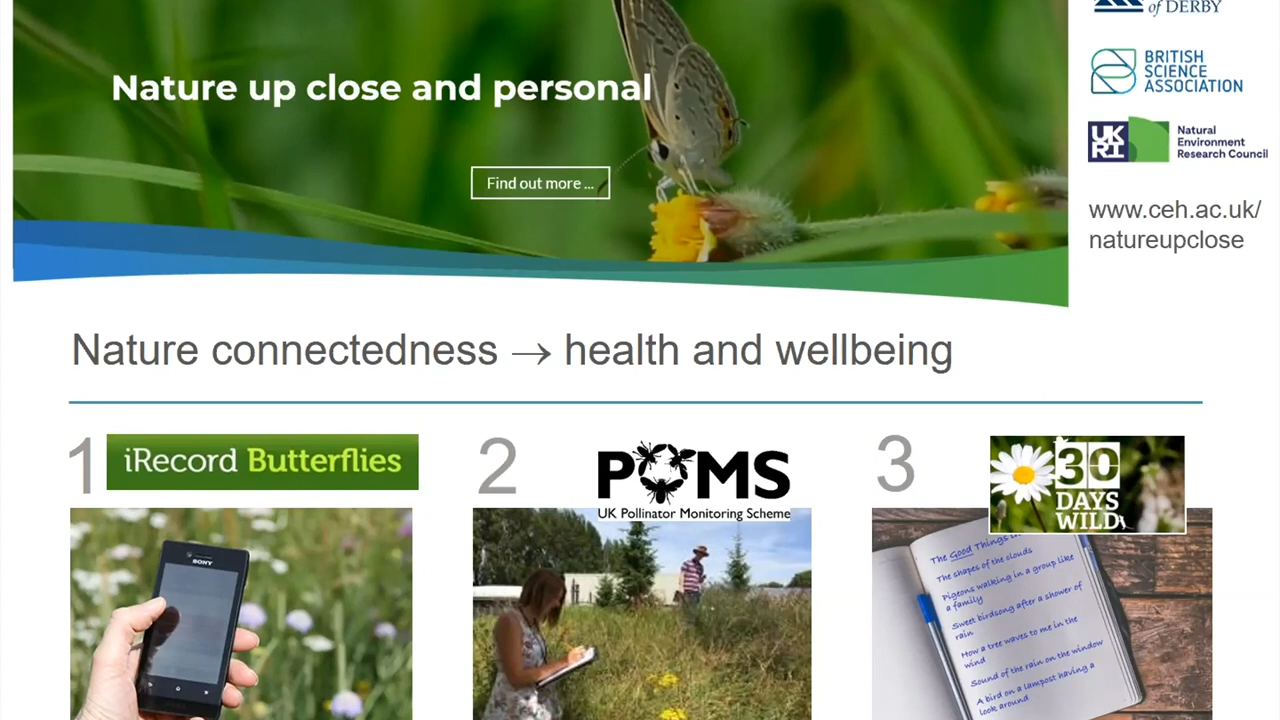 of DERBY
Nature up close and personal
BRITISH
SCIENCE
ASSOCIATION
UK
RI
Natural
Environment
Research Council
Find out more ...
www.ceh.ac.uk/
natureupclose
Nature connectedness → health and wellbeing
1
iRecord Butterflies
2
POMS
UK Pollinator Monitoring Scheme
3
30
DAYS
WILD
SONY
The Good Things
The shapes of the clouds
Pigeons walking in a group like
a family
Sweet birdsong after a shower of
rain
How a tree waves to me in the
wind
Sound of the rain on the window
A bird on a lampost having a
look around